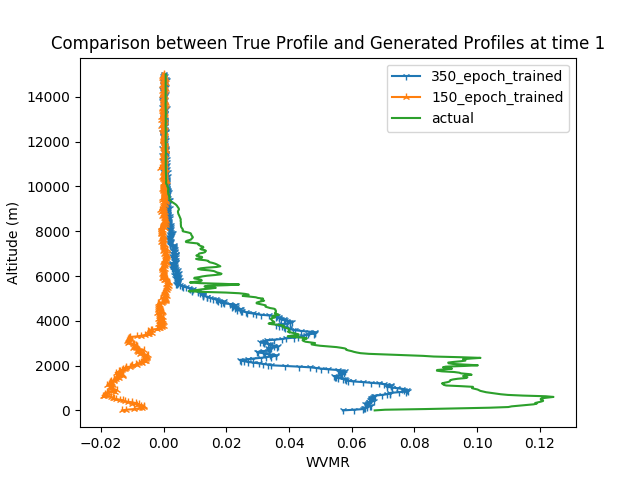 Comparison between True Profile and Generated Profiles at time 1
350_epoch_trained
150_epoch_trained
actual
Altitude (m)
14000
12000
10000
8000
6000
4000
2000
0
−0.02 0.00 0.02 0.04 0.06 0.08 0.10 0.12
WVMR